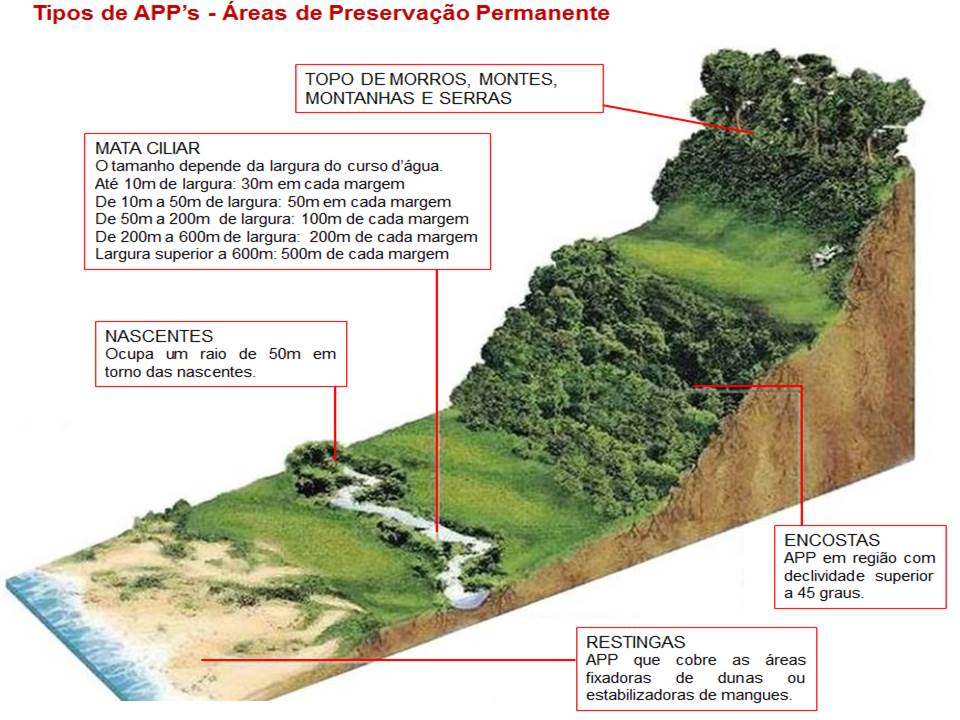 Tipos de APP's - Áreas de Preservação Permanente
TOPO DE MORROS, MONTES,
MONTANHAS E SERRAS
MATA CILIAR
O tamanho depende da largura do curso d'água.
Até 10m de largura: 30m em cada margem
De 10m a 50m de largura: 50m em cada margem
De 50m a 200m de largura: 100m de cada margem
De 200m a 600m de largura: 200m de cada margem
Largura superior a 600m: 500m de cada margem
NASCENTES
Ocupa um raio de 50m em
torno das nascentes.
ENCOSTAS
APP em região com
declividade superior
a 45 graus.
RESTINGAS
APP que cobre as áreas
fixadoras de dunas ou
estabilizadoras de mangues.